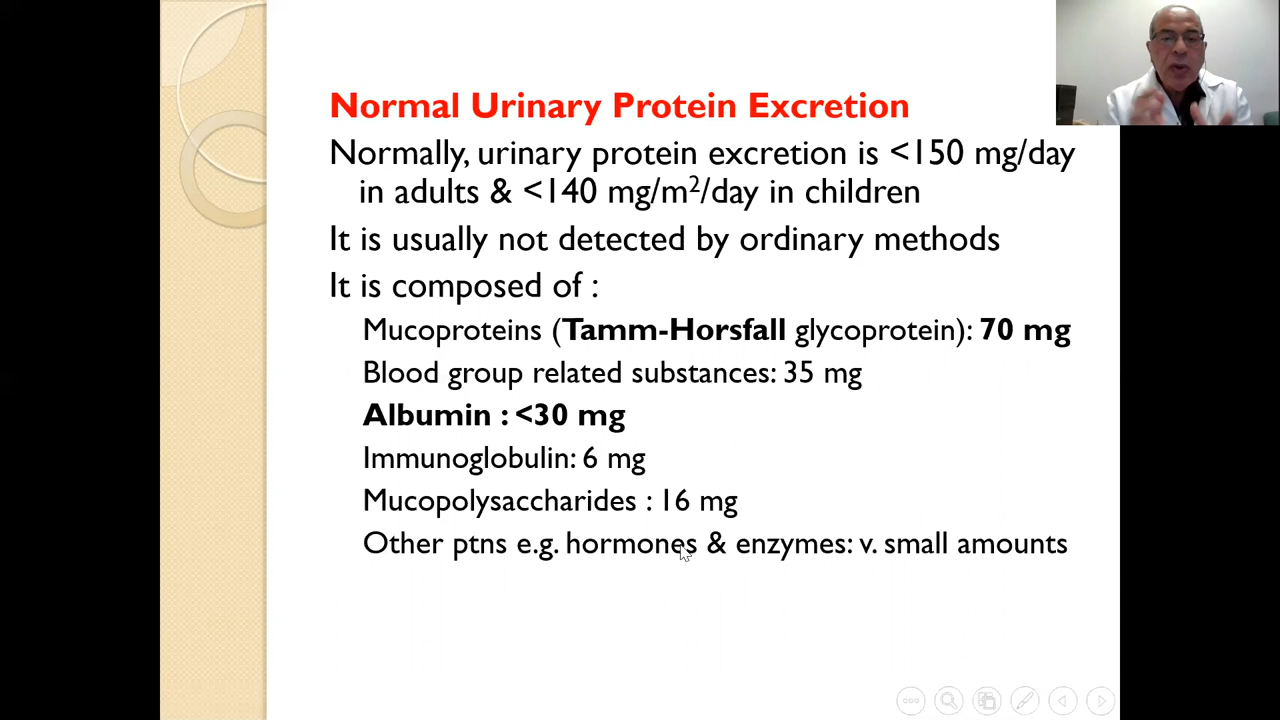 Normal Urinary Protein Excretion
Normally, urinary protein excretion is <150 mg/day
in adults & <140 mg/m²/day in children
It is usually not detected by ordinary methods
It is composed of :
Mucoproteins (Tamm-Horsfall glycoprotein): 70 mg
Blood group related substances: 35 mg
Albumin : <30 mg
Immunoglobulin: 6 mg
Mucopolysaccharides : 16 mg
Other ptns e.g. hormones & enzymes: v. small amounts